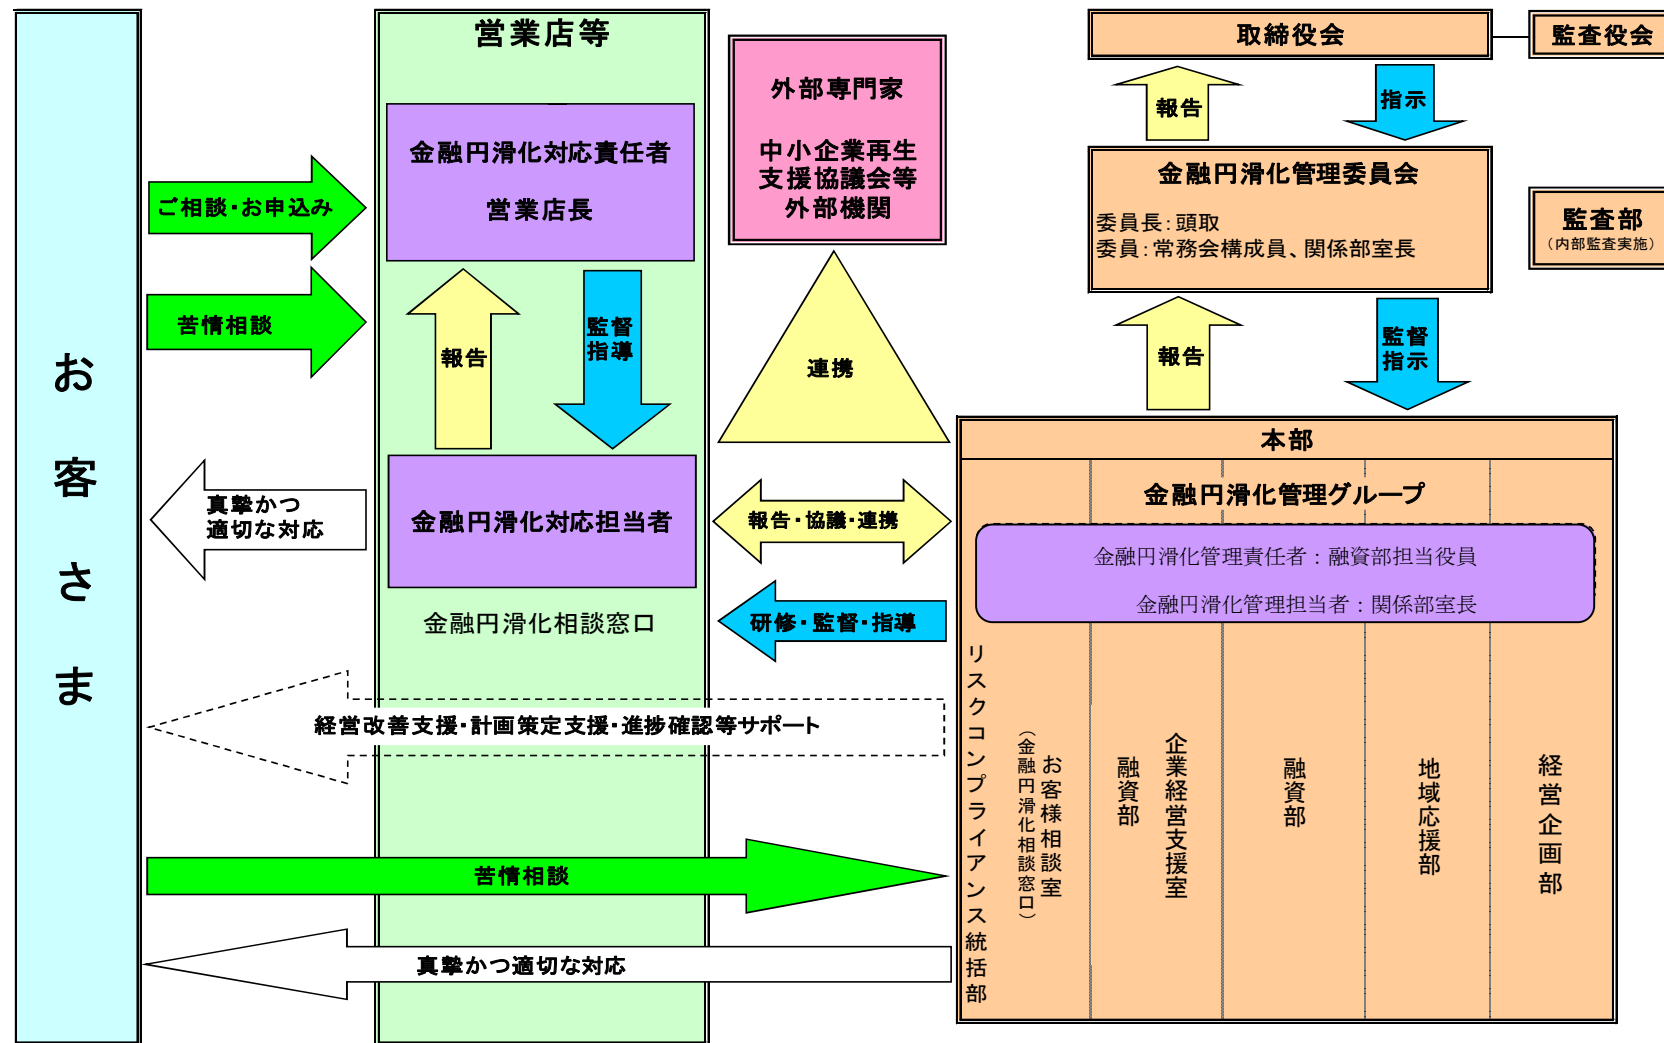 お客さま
ご相談・お申込み
苦情相談
真摯かつ
適切な対応
営業店等
金融円滑化対応責任者
営業店長
報告
監督
指導
金融円滑化対応担当者
金融円滑化相談窓口
経営改善支援・計画策定支援・進捗確認等サポート
苦情相談
真摯かつ適切な対応
外部専門家
中小企業再生
支援協議会等
外部機関
連携
報告・協議・連携
研修・監督・指導
取締役会
監査役会
報告
指示
金融円滑化管理委員会
委員長：頭取
委員：常務会構成員、関係部室長
監査部
（内部監査実施）
報告
監督
指示
本部
金融円滑化管理グループ
金融円滑化管理責任者：融資部担当役員
金融円滑化管理担当者：関係部室長
リスクコンプライアンス統括部
お客様相談室
（金融円滑化相談窓口）
融資部
企業経営支援室
融資部
地域応援部
経営企画部